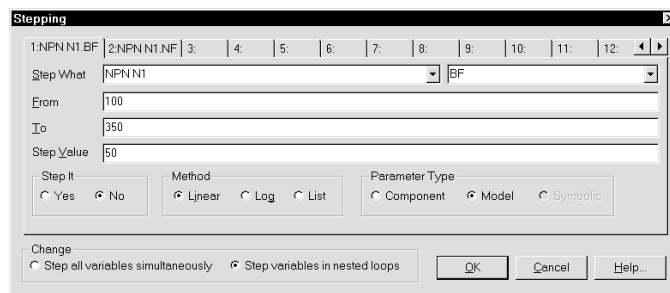 Stepping
1:NPN N1.BF 2:NPN N1.NF 3: 4: 5: 6: 7: 8: 9: 10: 11: 12:
Step What NPN N1 BF
From 100
To 350
Step Value 50
Step It Method Parameter Type
Yes No Linear Log List Component Model Symbolic
Change
Step all variables simultaneously Step variables in nested loops OK Cancel Help...